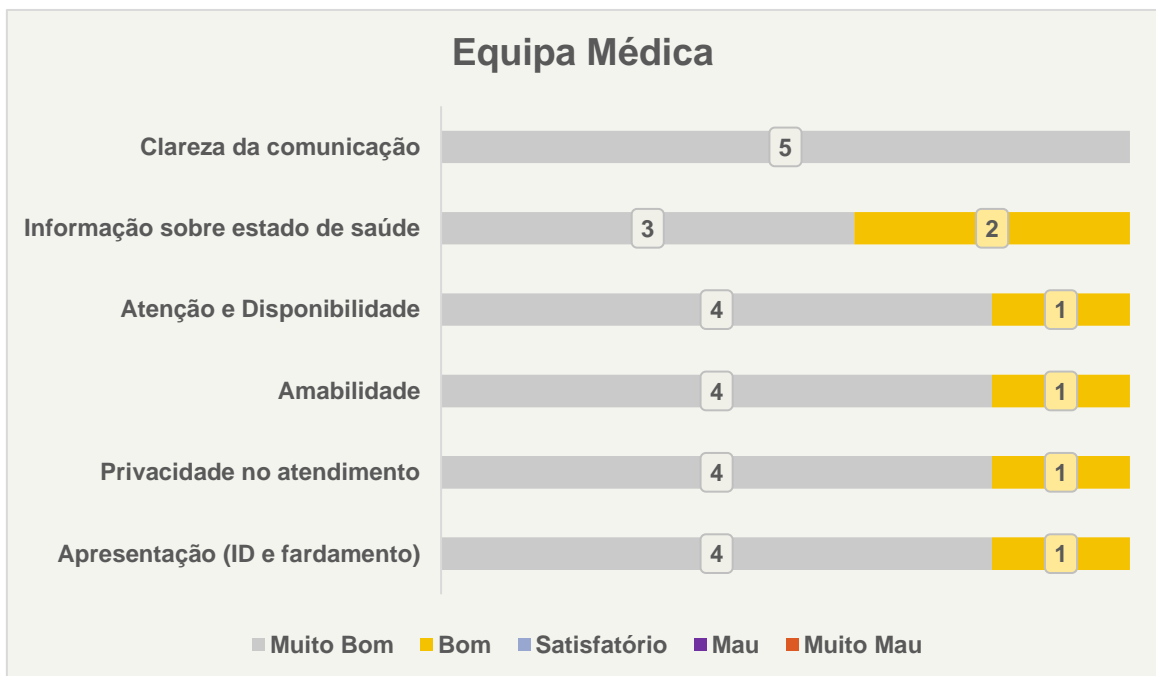 Equipa Médica
Clareza da comunicação 5
Informação sobre estado de saúde 3 2
Atenção e Disponibilidade 4 1
Amabilidade 4 1
Privacidade no atendimento 4 1
Apresentação (ID e fardamento) 4 1
Muito Bom Bom Satisfatório Mau Muito Mau